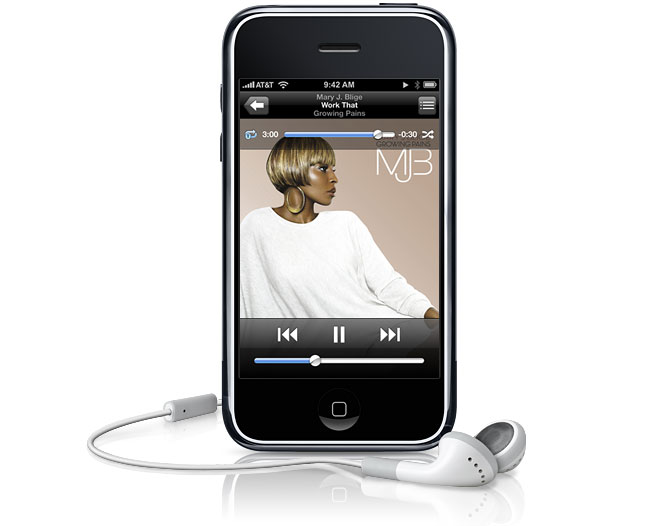 AT&T 9:42 AM
Mary J. Blige
Work That
Growing Pains
3:00 -0:30
GROWING PAINS
MJB